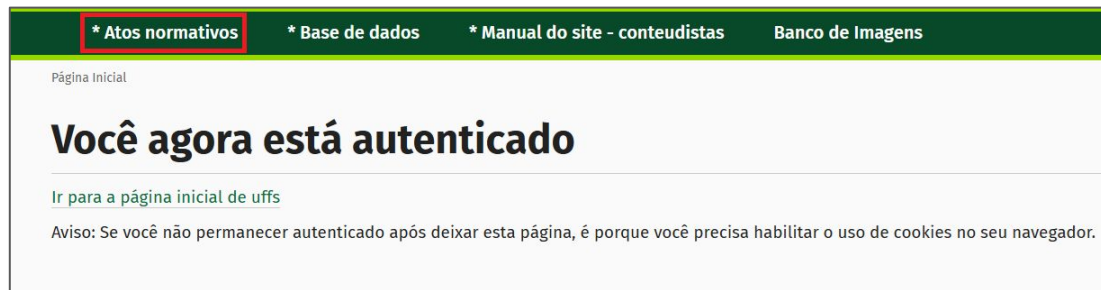 * Atos normativos * Base de dados * Manual do site - conteudistas Banco de Imagens
Página Inicial
Você agora está autenticado
Ir para a página inicial de uffs
Aviso: Se você não permanecer autenticado após deixar esta página, é porque você precisa habilitar o uso de cookies no seu navegador.